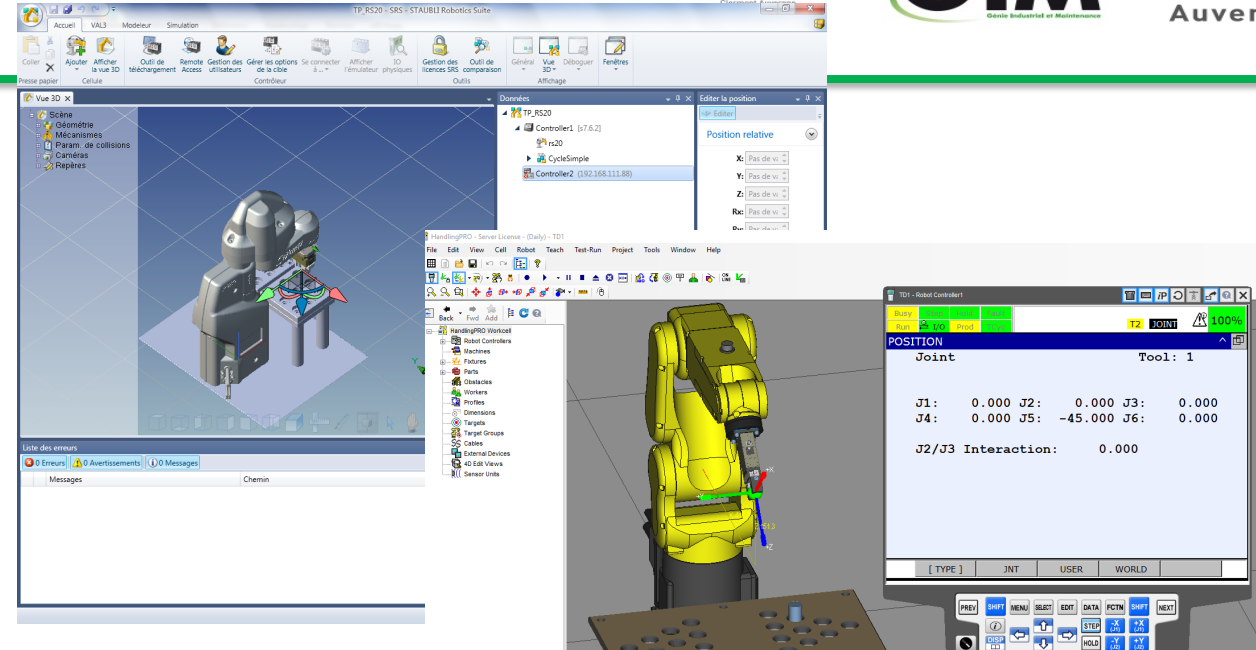 Génie Industriel et Maintenance
Auver
TP_RS20 - SRS - STAUBLI Robotics Suite
Accueil VAL3 Modeleur Simulation
Coller Ajouter Afficher la vue 3D Outil de téléchargement Remote Access Gestion des utilisateurs Gérer les options de la cible Se connecter à ... Afficher l'émulateur IO physiques Gestion des licences SRS Outil de comparaison Général Vue 3D Déboguer Fenêtres
Presse papier Cellule Contrôleur Outils Affichage
Vue 3D
Scène
Géométrie
Mécanismes
Param. de collisions
Caméras
Repères
Données
TP_RS20
Controller1 [s7.6.2]
rs20
CycleSimple
Controller2 (192.168.111.88)
Editer la position
Editer
Position relative
X: Pas de v
Y: Pas de v
Z: Pas de v
Rx: Pas de v
Liste des erreurs
0 Erreurs 0 Avertissements 0 Messages
Messages Chemin
HandlingPRO - Server License - (Daily) - TD1
File Edit View Cell Robot Teach Test-Run Project Tools Window Help
Back Fwd Add
HandlingPRO Workcell
Robot Controllers
Machines
Fixtures
Parts
Obstacles
Workers
Profiles
Dimensions
Targets
Target Groups
Cables
External Devices
4D Edit Views
Sensor Units
+X
+Z
TD1 - Robot Controller1
iP
Busy Step Hold Fault
Run I/O Prod TCyc
T2 JOINT 100%
POSITION
Joint Tool: 1
J1: 0.000 J2: 0.000 J3: 0.000
J4: 0.000 J5: -45.000 J6: 0.000
J2/J3 Interaction: 0.000
[ TYPE ] JNT USER WORLD
PREV SHIFT MENU SELECT EDIT DATA FCTN SHIFT NEXT
STEP -X (J1) +X (J1)
DISP HOLD -Y (J2) +Y (J2)